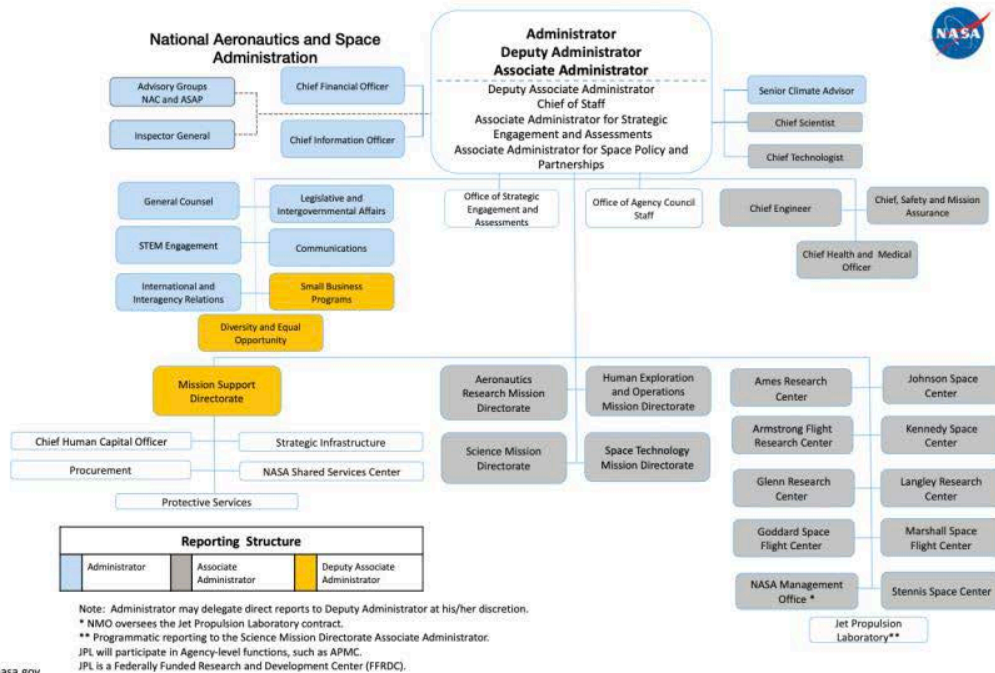 National Aeronautics and Space
Administration
Administrator
Deputy Administrator
Associate Administrator
Deputy Associate Administrator
Chief of Staff
Associate Administrator for Strategic
Engagement and Assessments
Associate Administrator for Space Policy and
Partnerships
NASA
Advisory Groups
NAC and ASAP
Chief Financial Officer
Inspector General
Chief Information Officer
Senior Climate Advisor
Chief Scientist
Chief Technologist
General Counsel
Legislative and
Intergovernmental Affairs
STEM Engagement
Communications
International and
Interagency Relations
Small Business
Programs
Diversity and Equal
Opportunity
Office of Strategic
Engagement and
Assessments
Office of Agency Council
Staff
Chief Engineer
Chief, Safety and Mission
Assurance
Chief Health and Medical
Officer
Mission Support
Directorate
Chief Human Capital Officer
Strategic Infrastructure
Procurement
NASA Shared Services Center
Protective Services
Aeronautics
Research Mission
Directorate
Human Exploration
and Operations
Mission Directorate
Science Mission
Directorate
Space Technology
Mission Directorate
Ames Research
Center
Johnson Space
Center
Armstrong Flight
Research Center
Kennedy Space
Center
Glenn Research
Center
Langley Research
Center
Goddard Space
Flight Center
Marshall Space
Flight Center
NASA Management
Office *
Stennis Space Center
Jet Propulsion
Laboratory**
Reporting Structure
Administrator
Associate
Administrator
Deputy Associate
Administrator
Note: Administrator may delegate direct reports to Deputy Administrator at his/her discretion.
* NMO oversees the Jet Propulsion Laboratory contract.
** Programmatic reporting to the Science Mission Directorate Associate Administrator.
JPL will participate in Agency-level functions, such as APMC.
JPL is a Federally Funded Research and Development Center (FFRDC).